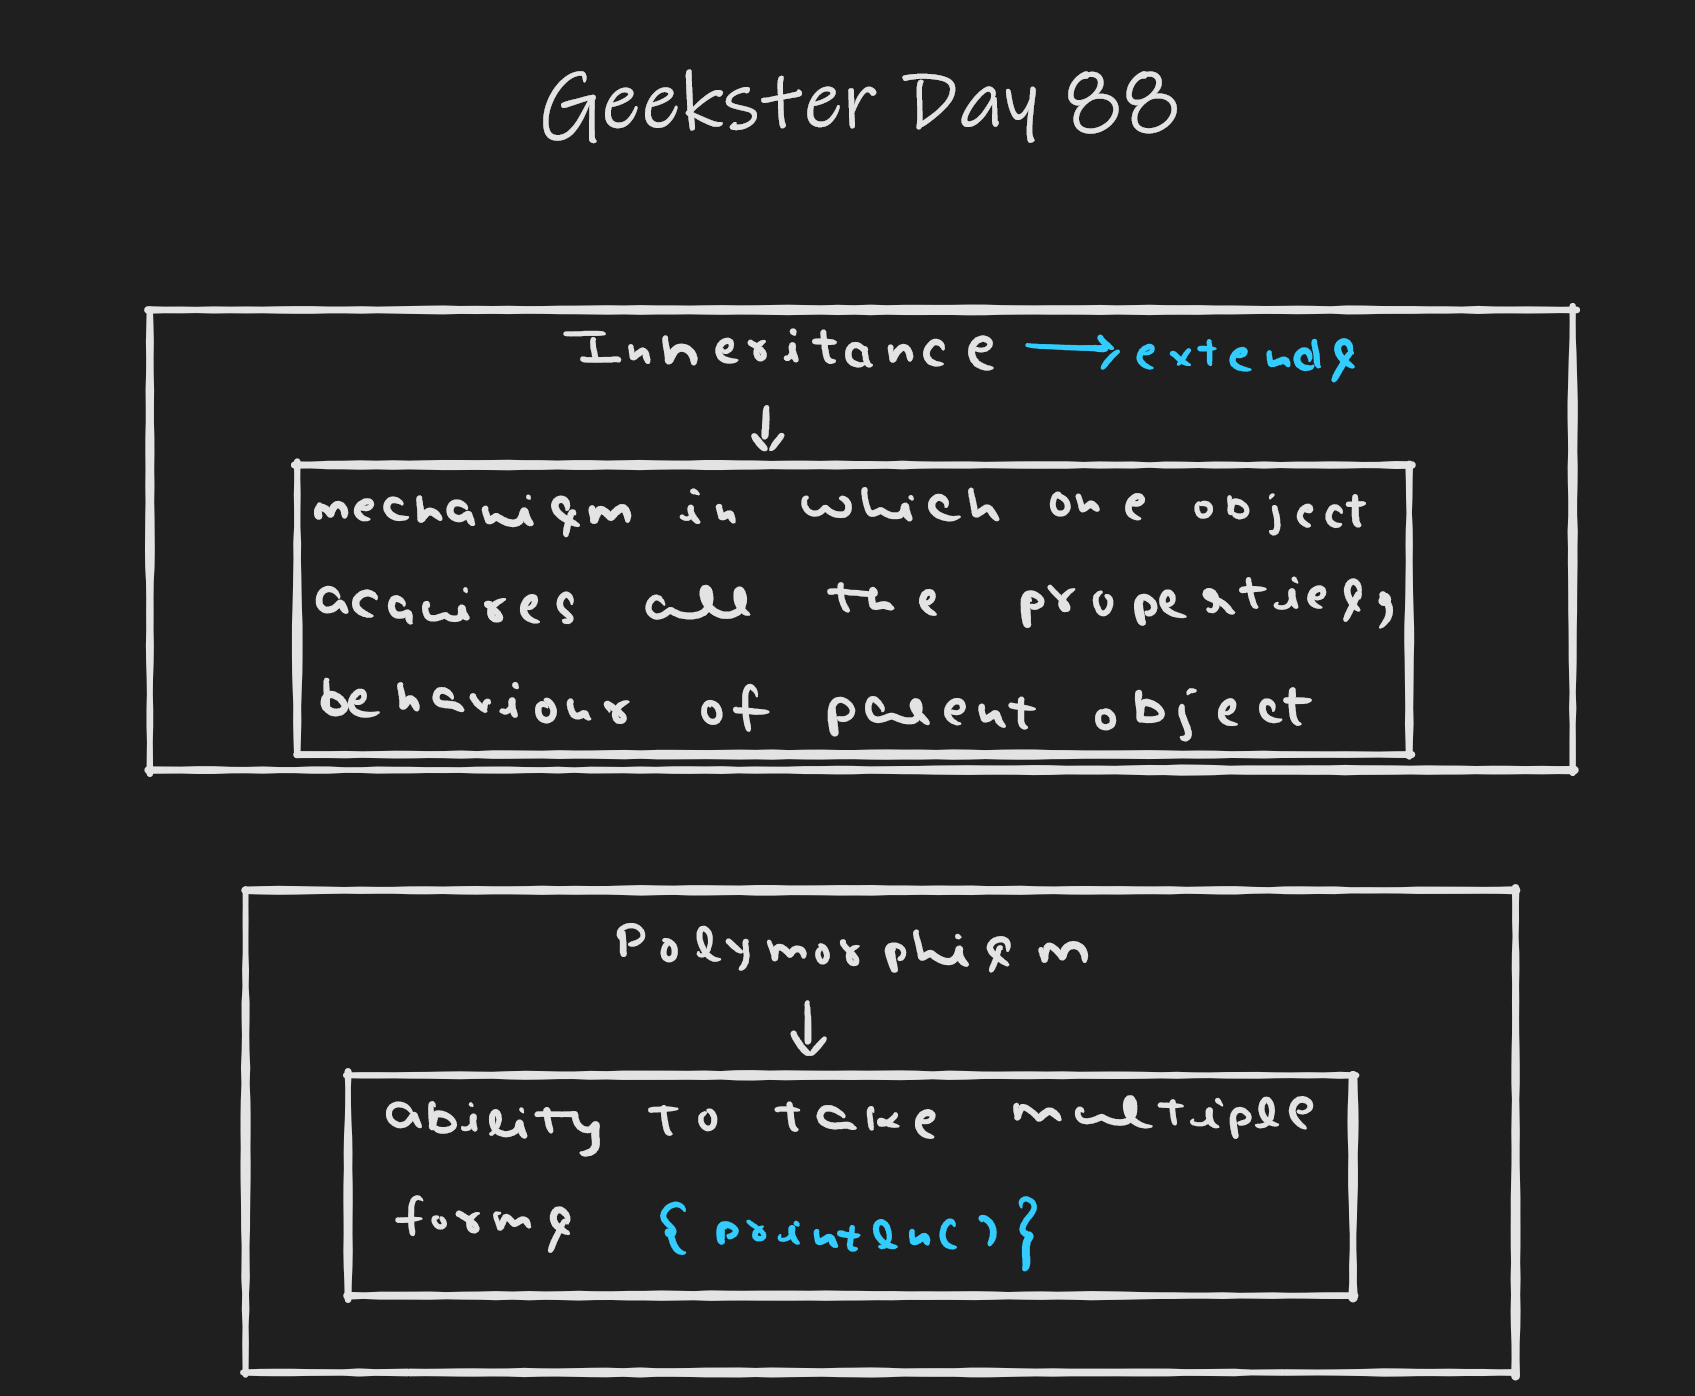 Geekster Day 88
Inheritance → extends
↓
mechanism in which one object
acquires all the properties,
behaviour of parent object
Polymorphism
↓
ability to take multiple
forms {println()}